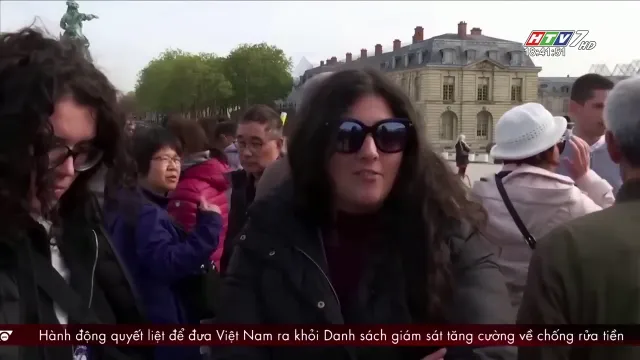 HTV7 HD
18:41:51
Hành động quyết liệt để đưa Việt Nam ra khỏi Danh sách giám sát tăng cường về chống rửa tiền